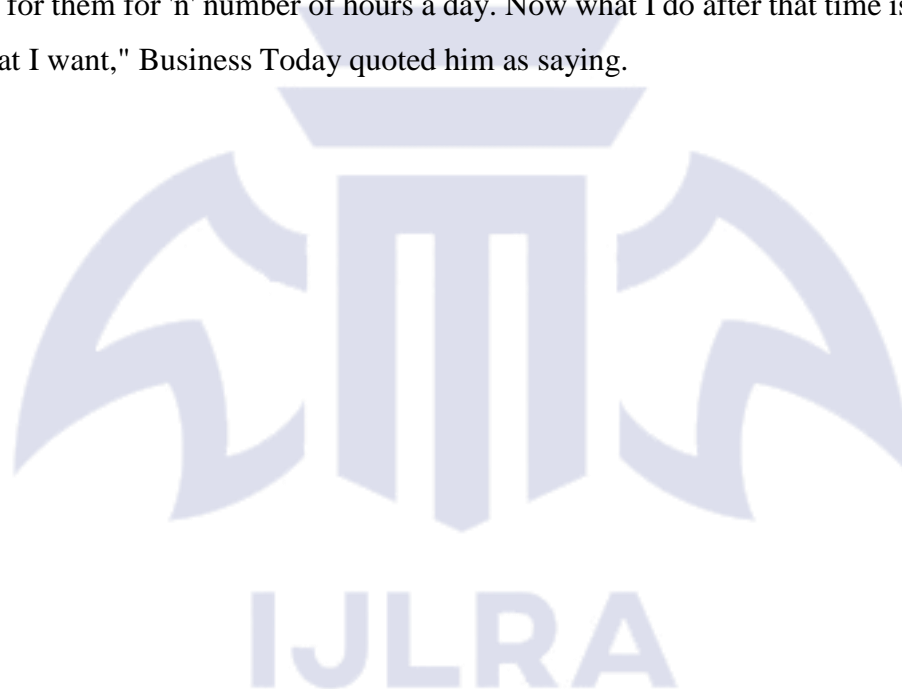 for them for 'n' number of hours a day. Now what I do after that time is
at I want," Business Today quoted him as saying.
IJLRA